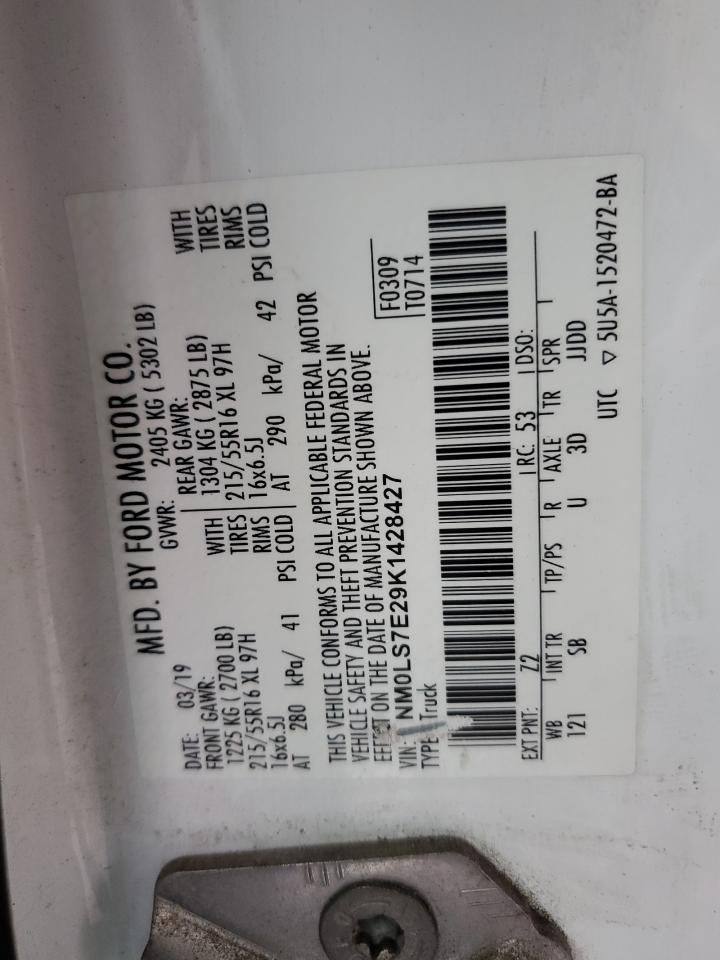 MFD. BY FORD MOTOR CO.
DATE: 03/19 GVWR: 2405 KG ( 5302 LB)
FRONT GAWR: REAR GAWR:
1225 KG ( 2700 LB) WITH 1304 KG ( 2875 LB) WITH
215/55R16 XL 97H TIRES 215/55R16 XL 97H TIRES
16x6.5J RIMS 16x6.5J RIMS
AT 280 kPa/ 41 PSI COLD AT 290 kPa/ 42 PSI COLD
THIS VEHICLE CONFORMS TO ALL APPLICABLE FEDERAL MOTOR
VEHICLE SAFETY AND THEFT PREVENTION STANDARDS IN
EFFECT ON THE DATE OF MANUFACTURE SHOWN ABOVE.
VIN: NM0LS7E29K1428427 F0309
TYPE: Truck T0714
EXT PNT: Z2 RC: 53 DSO:
WB INT TR TP/PS R AXLE TR SPR
121 SB U 3D JJDD
UTC ▽ 5U5A-1520472-BA